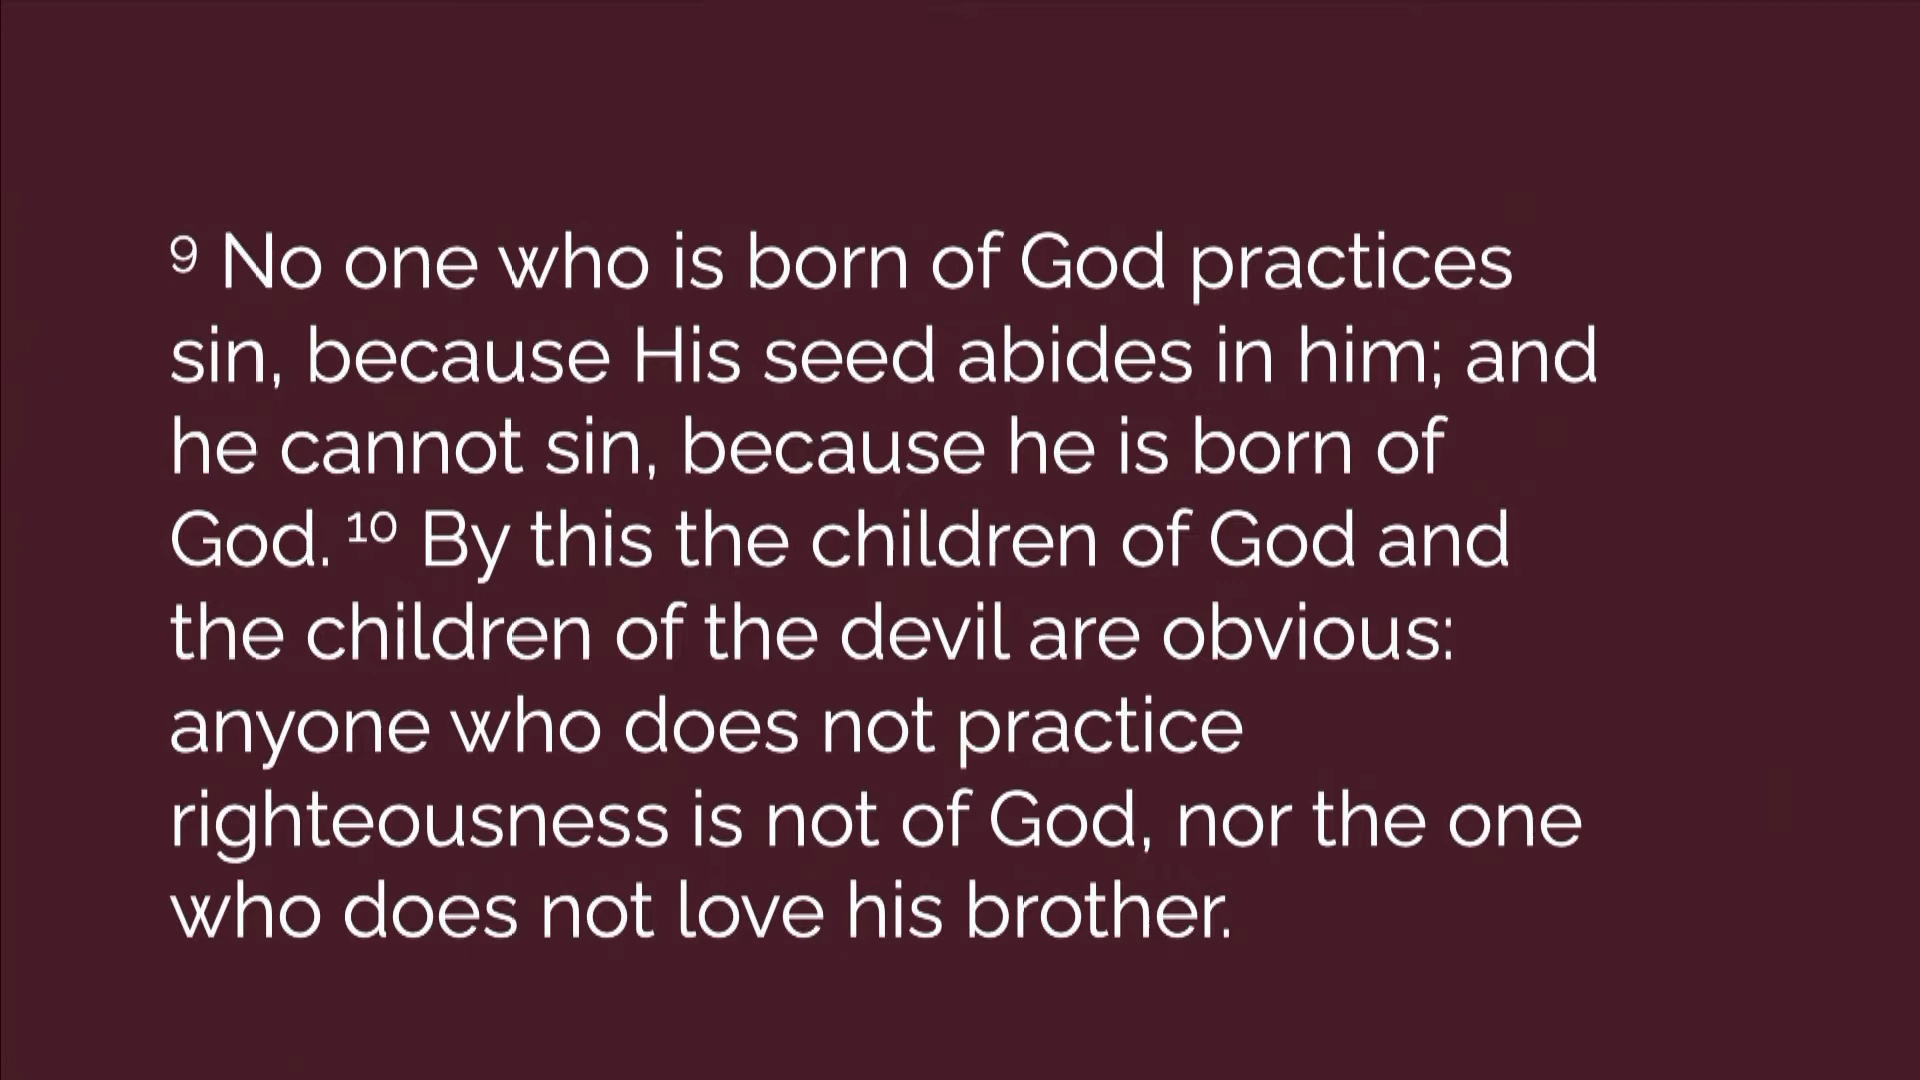 ⁹ No one who is born of God practices
sin, because His seed abides in him; and
he cannot sin, because he is born of
God. ¹⁰ By this the children of God and
the children of the devil are obvious:
anyone who does not practice
righteousness is not of God, nor the one
who does not love his brother.